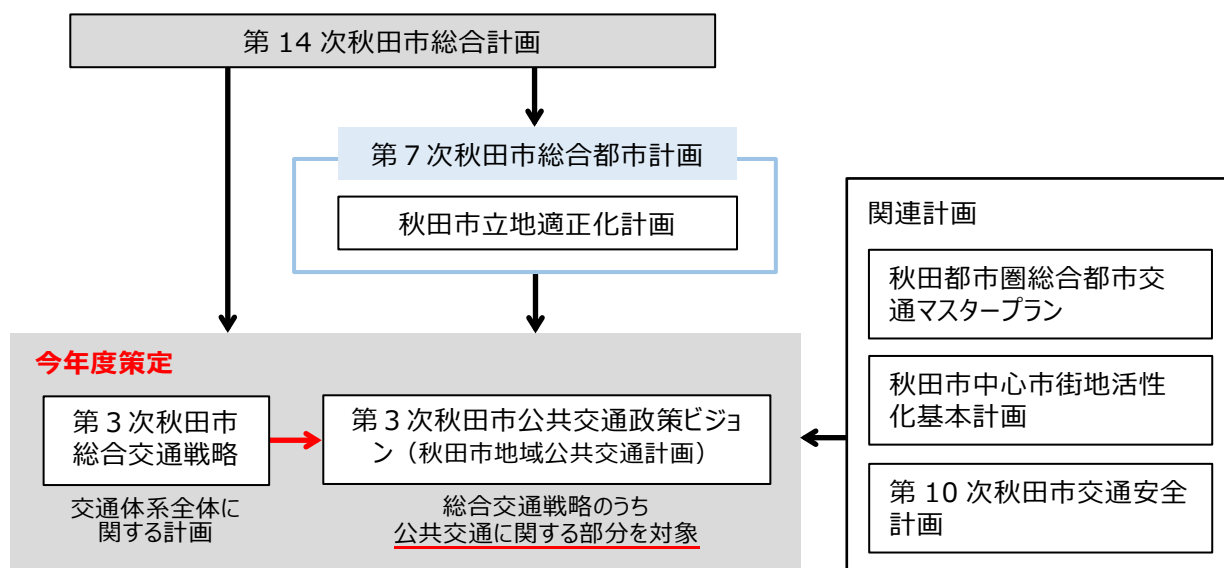 第 14 次秋田市総合計画
第７次秋田市総合都市計画
秋田市立地適正化計画
今年度策定
第３次秋田市
総合交通戦略
交通体系全体に
関する計画
第３次秋田市公共交通政策ビジョ
ン（秋田市地域公共交通計画）
総合交通戦略のうち
公共交通に関する部分を対象
関連計画
秋田都市圏総合都市交
通マスタープラン
秋田市中心市街地活性
化基本計画
第 10 次秋田市交通安全
計画